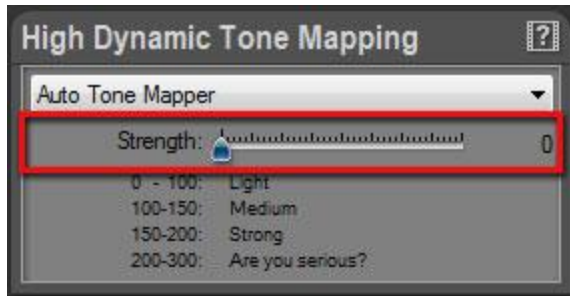 High Dynamic Tone Mapping ?
Auto Tone Mapper
Strength: 0
0 - 100: Light
100-150: Medium
150-200: Strong
200-300: Are you serious?